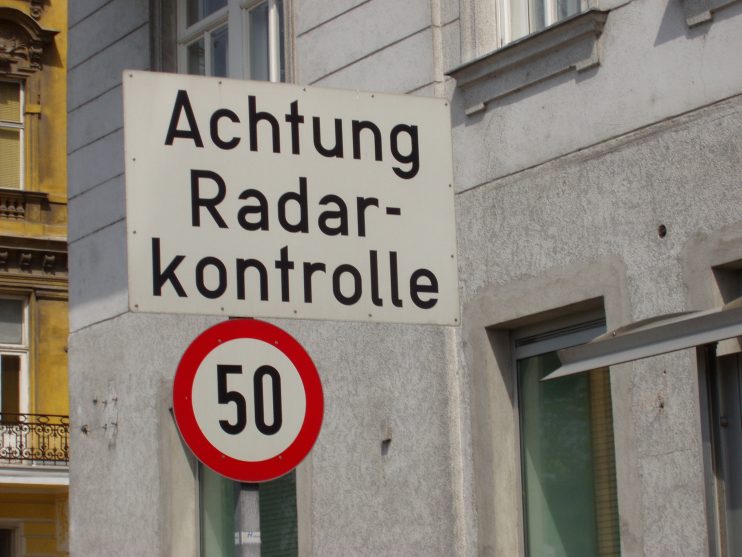 Achtung
Radar-
kontrolle
50